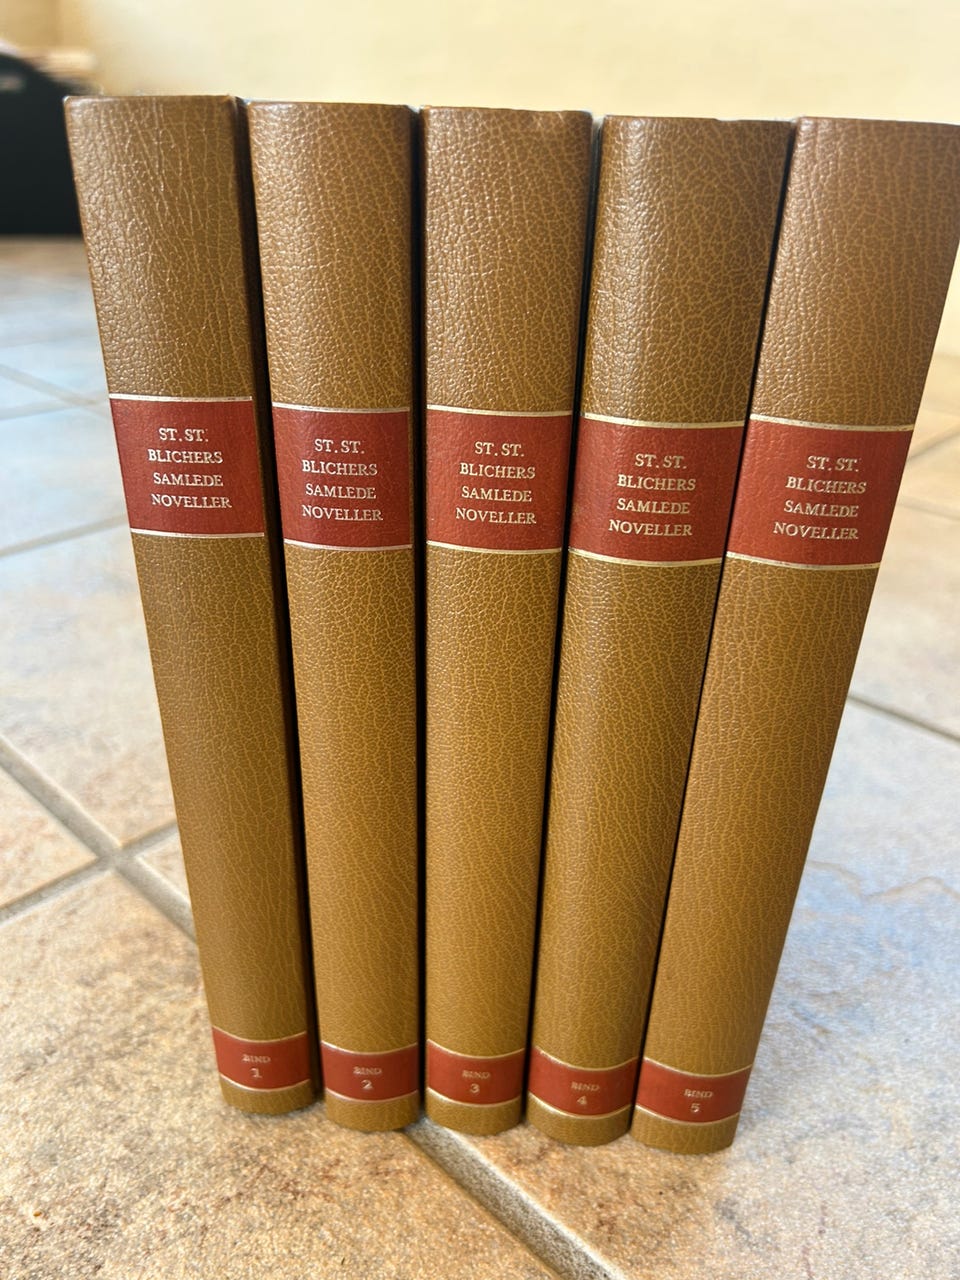 ST. ST.
BLICHERS
SAMLEDE
NOVELLER
BIND
1
ST. ST.
BLICHERS
SAMLEDE
NOVELLER
BIND
2
ST. ST.
BLICHERS
SAMLEDE
NOVELLER
BIND
3
ST. ST.
BLICHERS
SAMLEDE
NOVELLER
BIND
4
ST. ST.
BLICHERS
SAMLEDE
NOVELLER
BIND
5